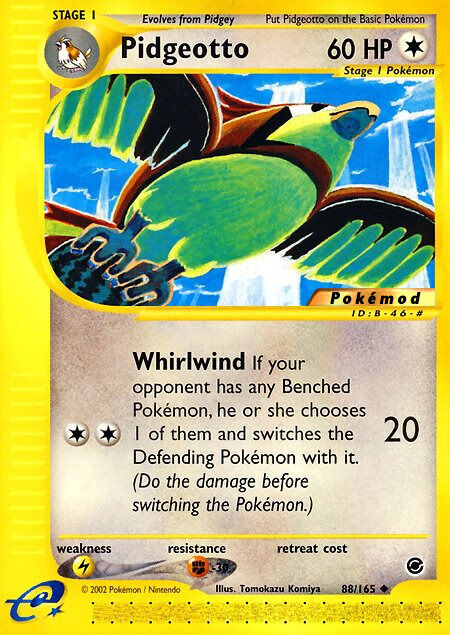 STAGE 1
Evolves from Pidgey
Put Pidgeotto on the Basic Pokémon
Pidgeotto
60 HP
Stage 1 Pokémon
Pokémod
ID:B-46-#
Whirlwind If your
opponent has any Benched
Pokémon, he or she chooses
1 of them and switches the
Defending Pokémon with it.
(Do the damage before
switching the Pokémon.)
20
weakness
resistance
retreat cost
-30
© 2002 Pokémon / Nintendo
Illus. Tomokazu Komiya
88/165
e